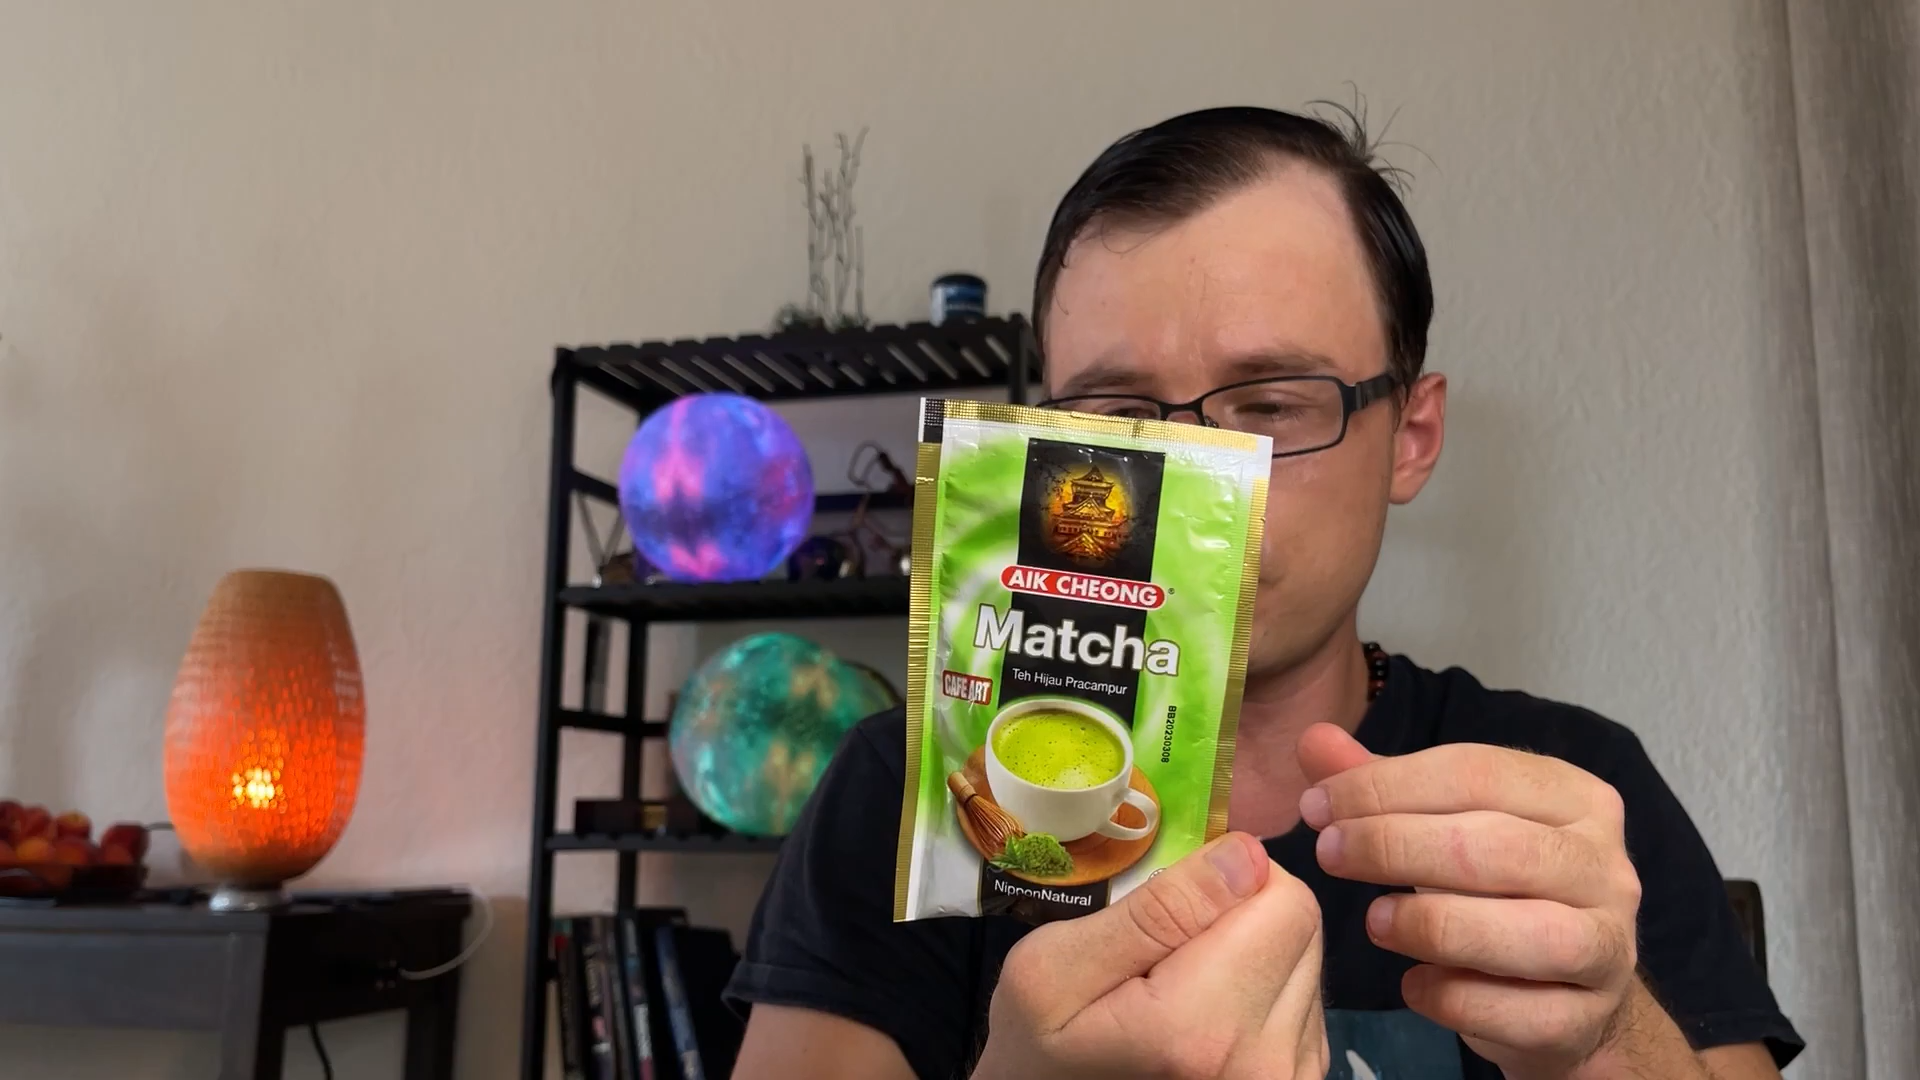 AIK CHEONG®
Matcha
Teh Hijau Pracampur
CAFE ART
BB20230308
NipponNatural